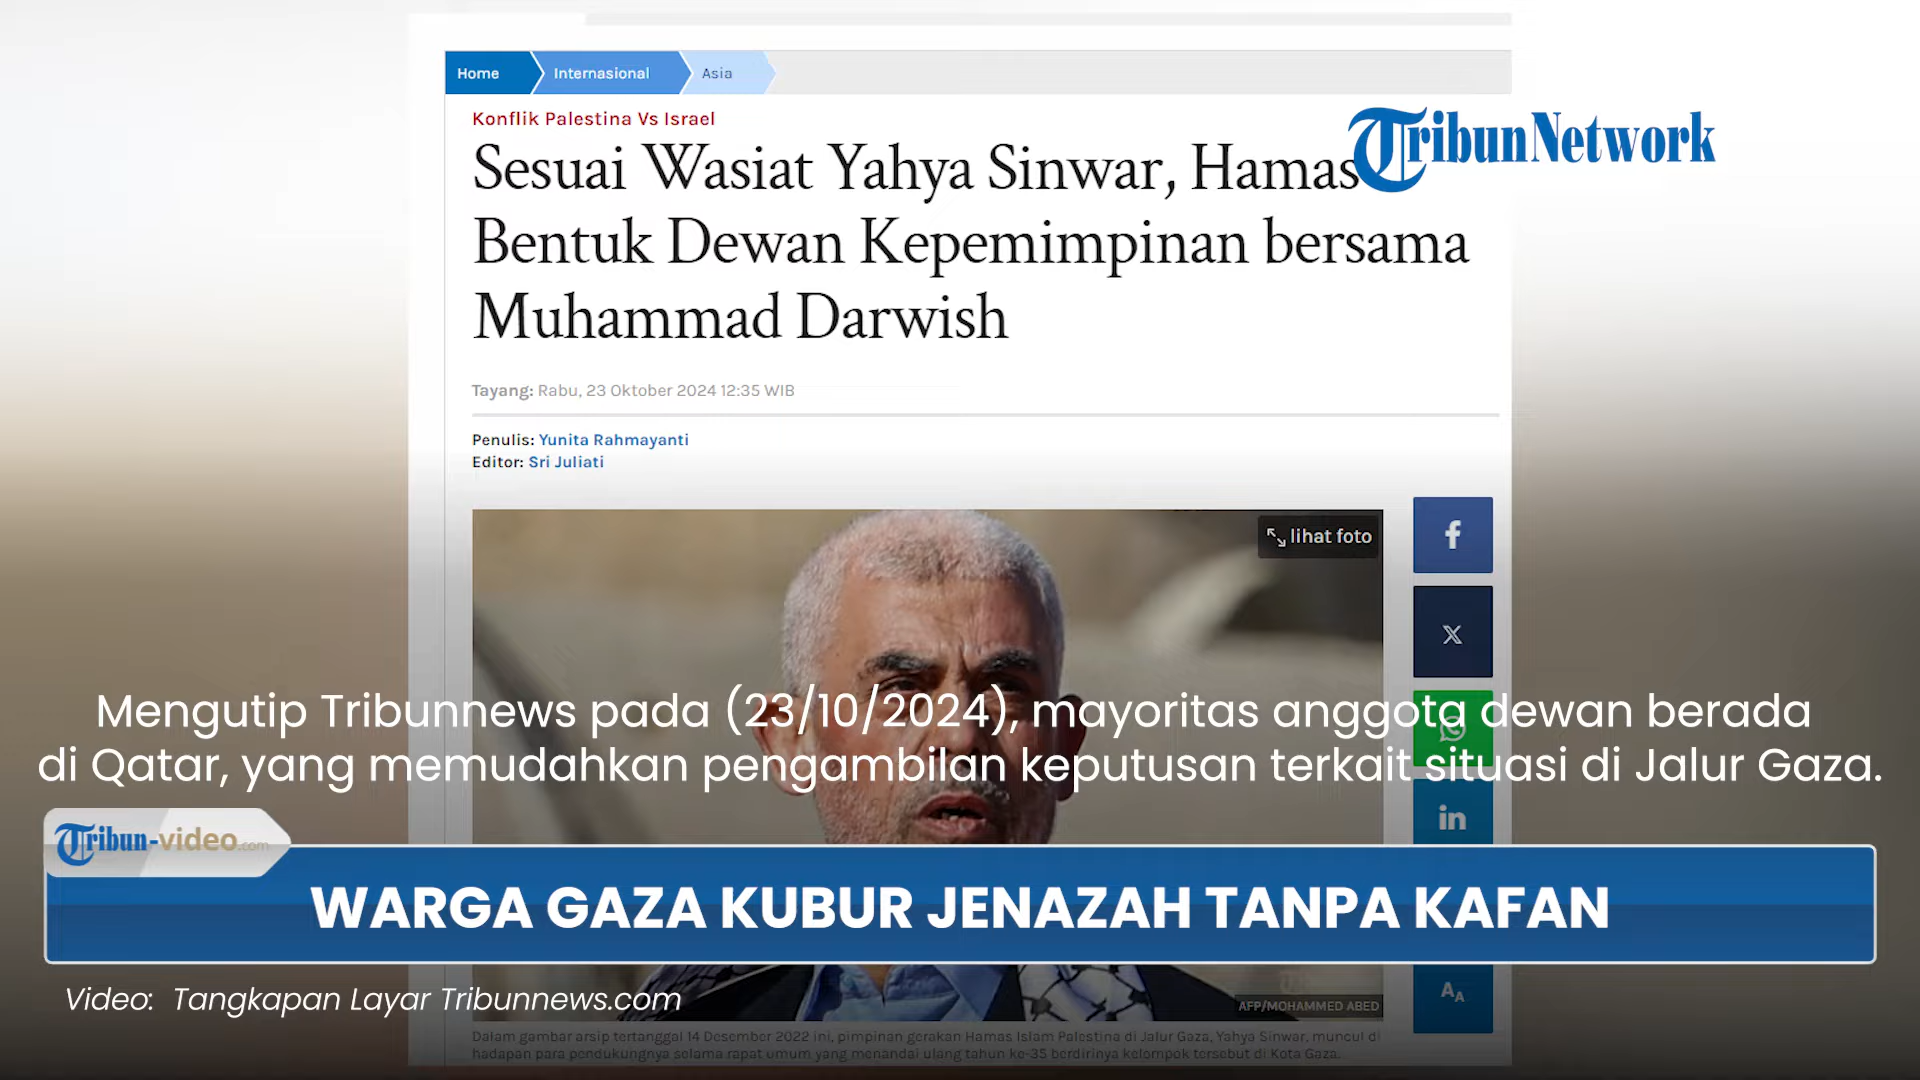 Home Internasional Asia
Konflik Palestina Vs Israel
TribunNetwork
Sesuai Wasiat Yahya Sinwar, Hamas
Bentuk Dewan Kepemimpinan bersama
Muhammad Darwish
Tayang: Rabu, 23 Oktober 2024 12:35 WIB
Penulis: Yunita Rahmayanti
Editor: Sri Juliati
lihat foto
Mengutip Tribunnews pada (23/10/2024), mayoritas anggota dewan berada
di Qatar, yang memudahkan pengambilan keputusan terkait situasi di Jalur Gaza.
Tribun-video.com
WARGA GAZA KUBUR JENAZAH TANPA KAFAN
Video: Tangkapan Layar Tribunnews.com
AFP/MOHAMMED ABED
AA
Dalam gambar arsip tertanggal 14 Desember 2022 ini, pimpinan gerakan Hamas Islam Palestina di Jalur Gaza, Yahya Sinwar, muncul di
hadapan para pendukungnya selama rapat umum yang menandai ulang tahun ke-35 berdirinya kelompok tersebut di Kota Gaza.